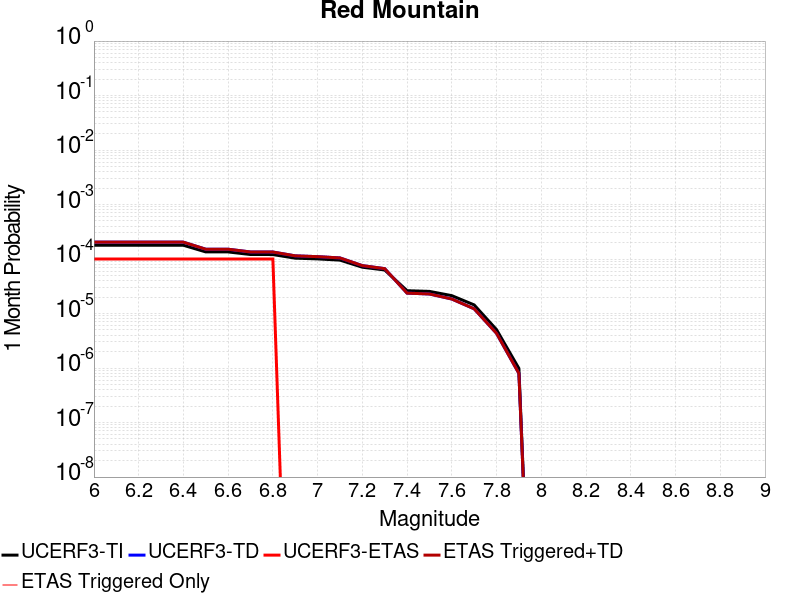 Red Mountain
10^0
10^-1
10^-2
10^-3
10^-4
10^-5
10^-6
10^-7
10^-8
1 Month Probability
6 6.2 6.4 6.6 6.8 7 7.2 7.4 7.6 7.8 8 8.2 8.4 8.6 8.8 9
Magnitude
UCERF3-TI UCERF3-TD UCERF3-ETAS ETAS Triggered+TD
ETAS Triggered Only